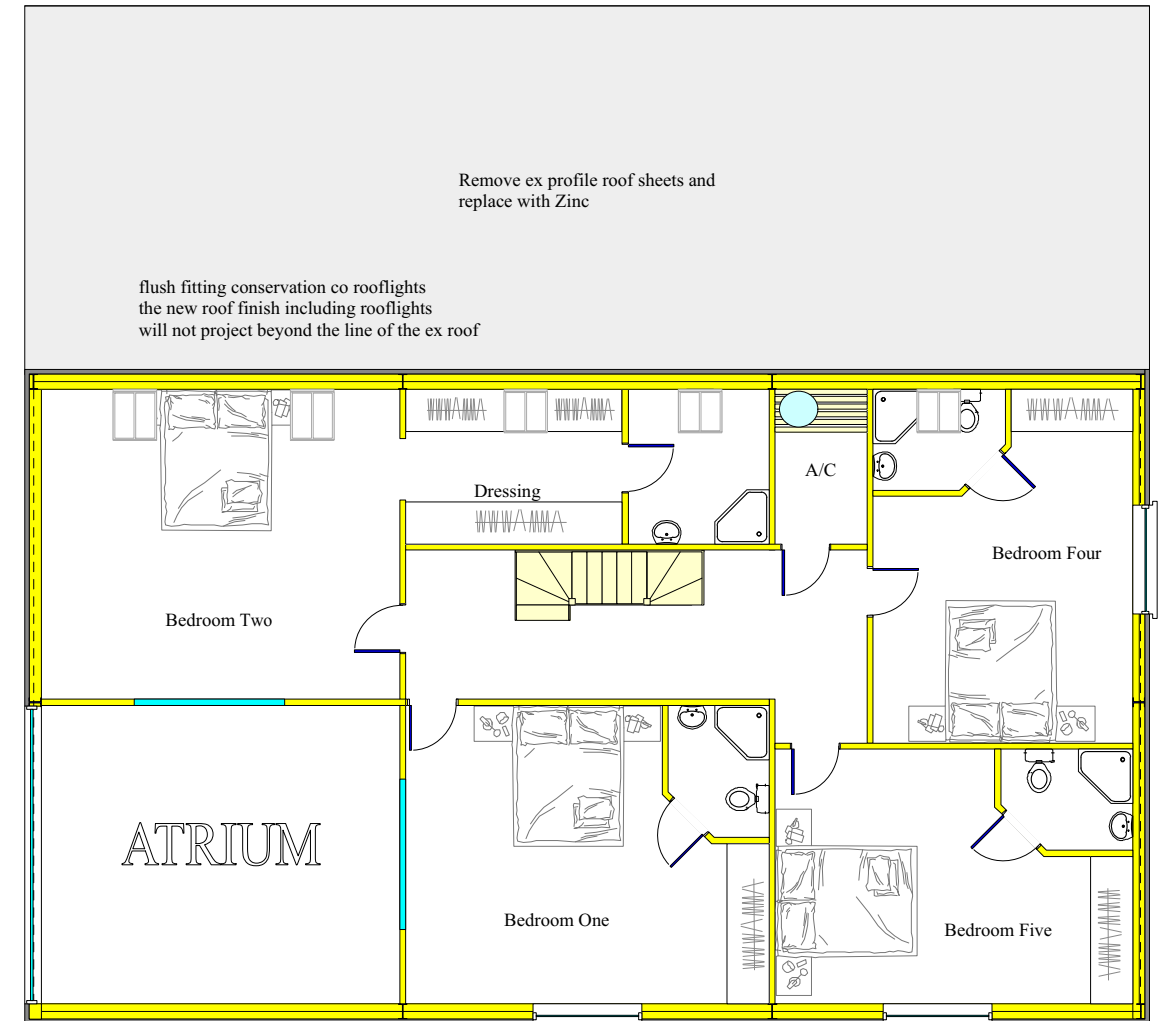 Remove ex profile roof sheets and
replace with Zinc
flush fitting conservation co rooflights
the new roof finish including rooflights
will not project beyond the line of the ex roof
A/C
Dressing
Bedroom Four
Bedroom Two
ATRIUM
Bedroom One
Bedroom Five